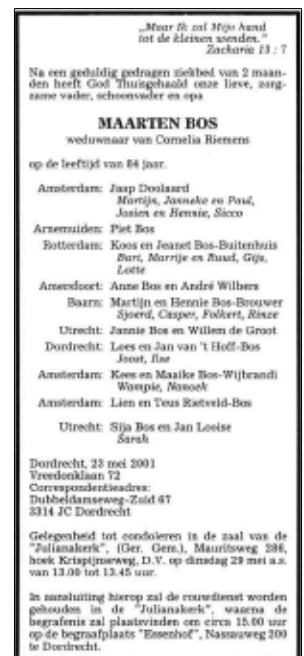 „Maar Ik zal Mijn hand
tot de kleinen wenden."
Zacharia 13 : 7
Na een geduldig gedragen ziekbed van 2 maan-
den heeft God Thuisgehaald onze lieve, zorg-
zame vader, schoonvader en opa
MAARTEN BOS
weduwnaar van Cornelia Riemens
op de leeftijd van 84 jaar.
Amsterdam: Jaap Doolaard
Martijn, Janneke en Paul,
Josien en Hennie, Sicco
Arnemuiden: Piet Bos
Rotterdam: Koos en Jeanet Bos-Buitenhuis
Bart, Marrije en Ruud, Gijs,
Lotte
Amersfoort: Anne Bos en André Wilbers
Baarn: Martijn en Hennie Bos-Brouwer
Sjoerd, Casper, Folkert, Rinze
Utrecht: Jannie Bos en Willem de Groot
Dordrecht: Lees en Jan van 't Hoff-Bos
Joost, Ilse
Amsterdam: Kees en Maaike Bos-Wijbrandi
Wampie, Nanoek
Amsterdam: Lien en Teus Rietveld-Bos
Utrecht: Sija Bos en Jan Looise
Sarah
Dordrecht, 23 mei 2001
Vreedonklaan 72
Correspondentieadres:
Dubbeldamseweg-Zuid 67
3314 JC Dordrecht
Gelegenheid tot condoleren in de zaal van de
"Julianakerk", (Ger. Gem.), Mauritsweg 286,
hoek Krispijnseweg, D.V. op dinsdag 29 mei a.s.
van 13.00 tot 13.45 uur.
In aansluiting hierop zal de rouwdienst worden
gehouden in de "Julianakerk", waarna de
begrafenis zal plaatsvinden om circa 15.00 uur
op de begraafplaats "Essenhof", Nassauweg 200
te Dordrecht.